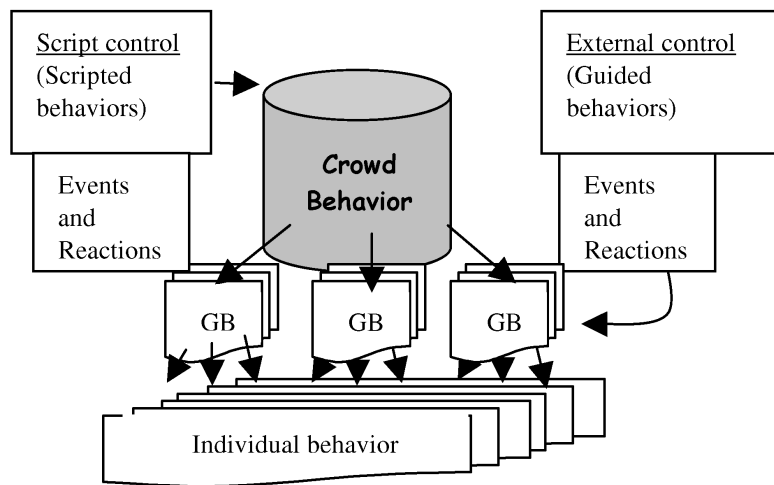 Script control
(Scripted
behaviors)
Events
and
Reactions
External control
(Guided
behaviors)
Events
and
Reactions
Crowd
Behavior
GB
GB
GB
Individual behavior